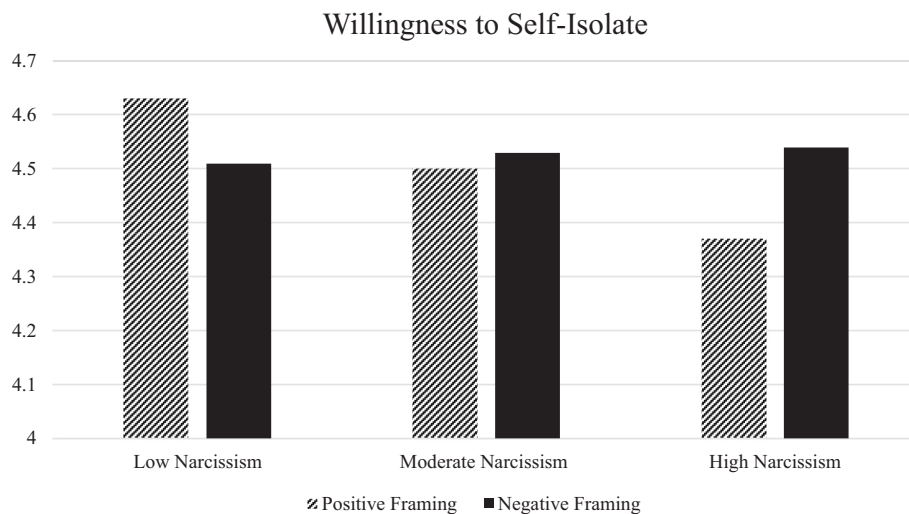 Willingness to Self-Isolate
4.7
4.6
4.5
4.4
4.3
4.2
4.1
4
Low Narcissism Moderate Narcissism High Narcissism
Positive Framing Negative Framing